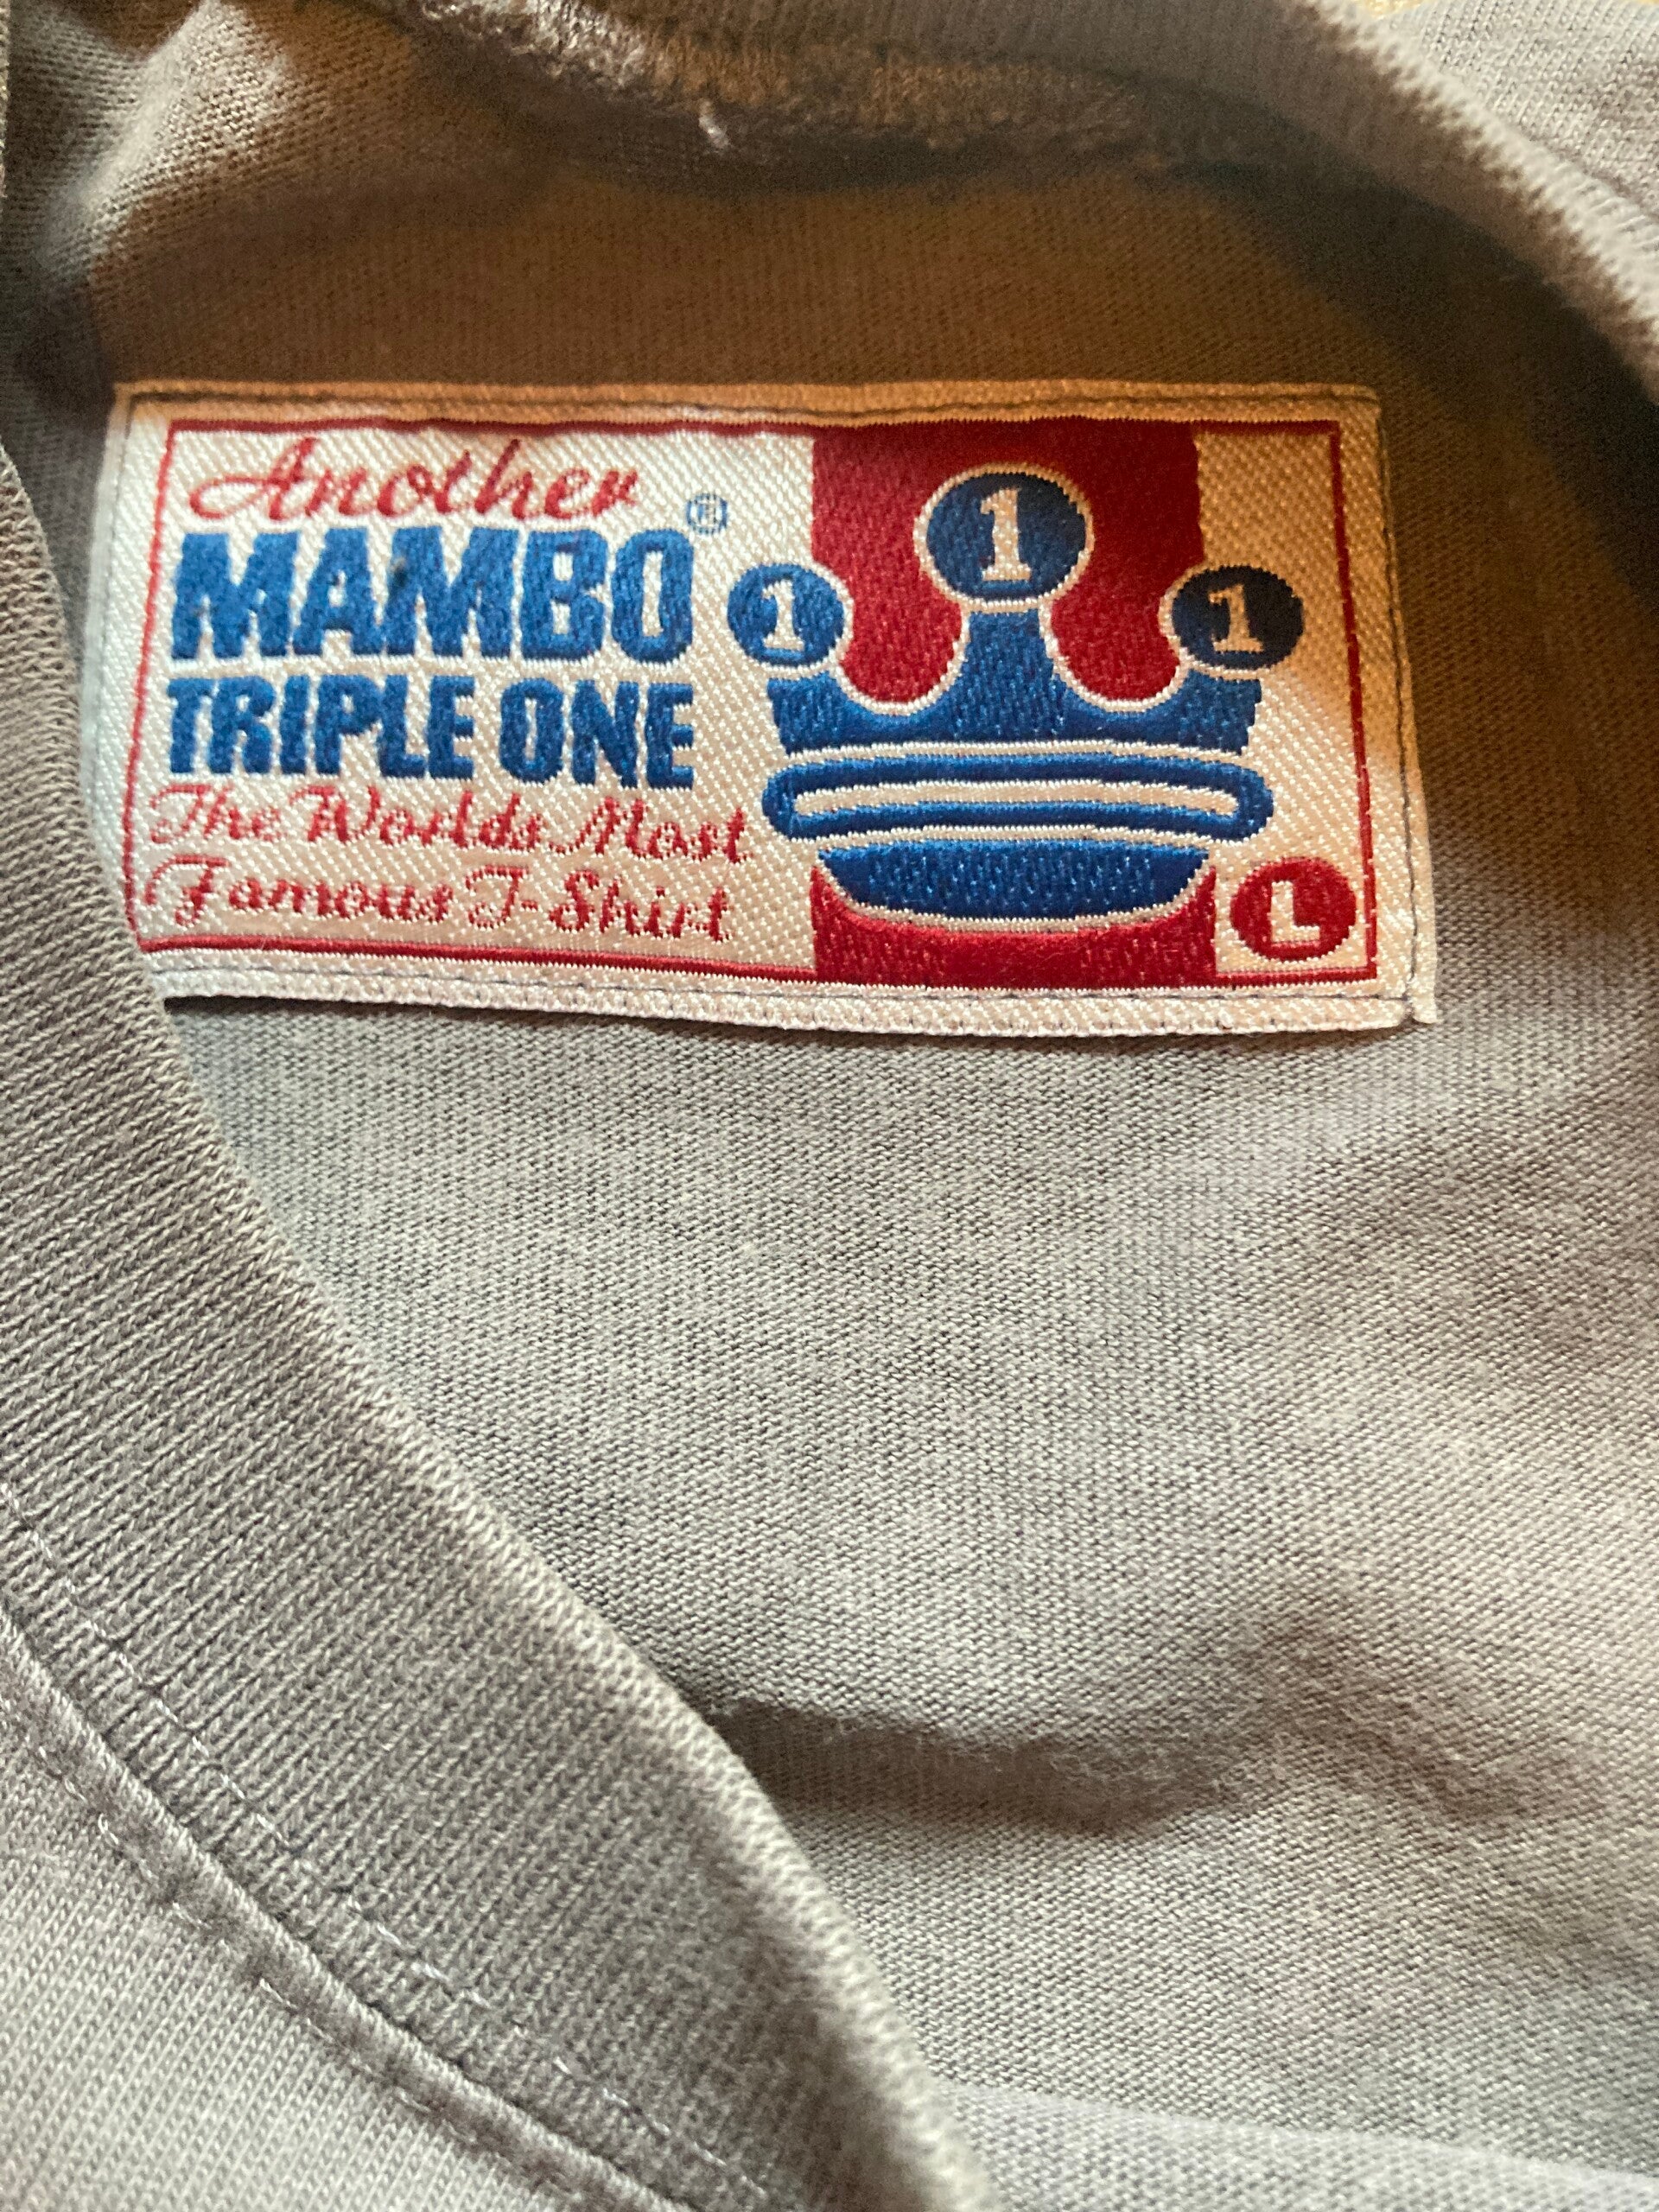 Another
MAMBO®
TRIPLE ONE
The Worlds Most
Famous T-Shirt
1 1 1
L